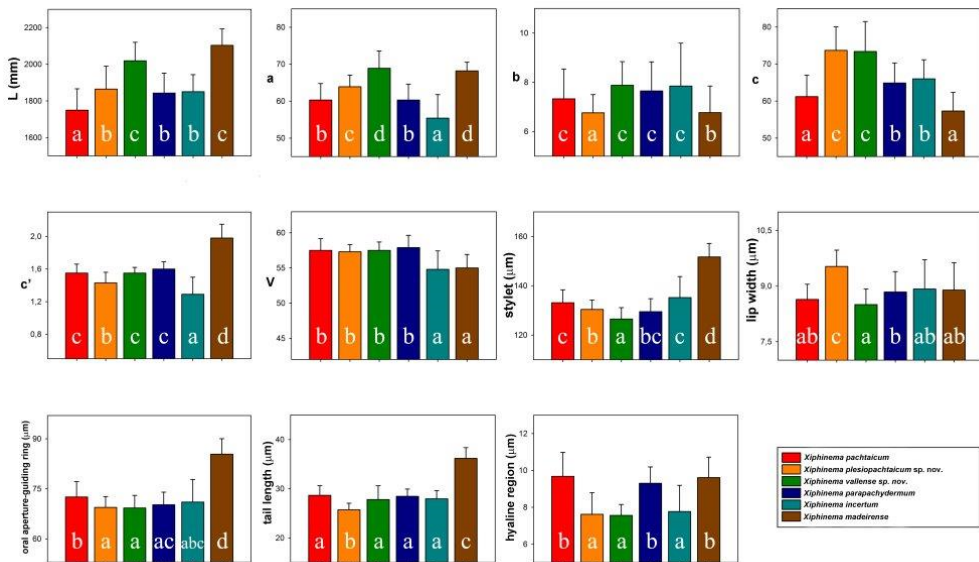 L (mm)
2200
2000
1800
1600
a b c b b c
a
80
70
60
50
b c d b a d
b
10
8
6
c a c c c b
c
80
70
60
50
a c c b b a
c'
2,0
1,6
1,2
0,8
c b c c a d
V
60
55
50
45
b b b b a a
stylet (µm)
160
140
120
c b a bc c d
lip width (µm)
10,5
9,0
7,5
ab c a b ab ab
oral aperture-guiding ring (µm)
90
75
60
b a a ac abc d
tail length (µm)
40
30
20
a b a a a c
hyaline region (µm)
12
10
8
6
4
b a a b a b
Xiphinema pachtaicum
Xiphinema plesiopachtaicum sp. nov.
Xiphinema vallense sp. nov.
Xiphinema parapachydermum
Xiphinema incertum
Xiphinema madeirense